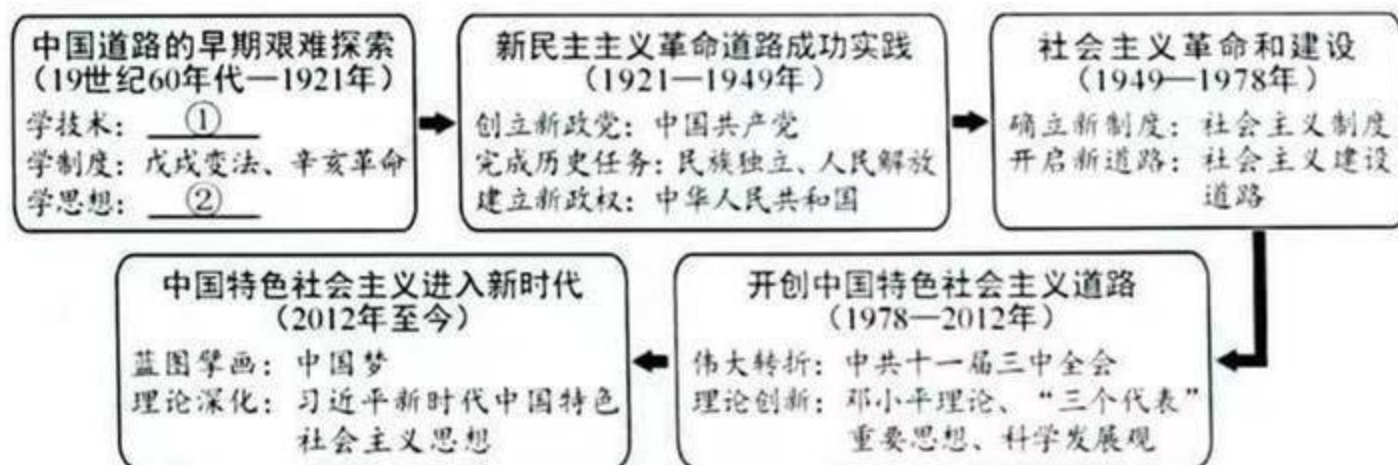 中国道路的早期艰难探索
(19世纪60年代—1921年)
学技术: ①
学制度: 戊戌变法、辛亥革命
学思想: ②
新民主主义革命道路成功实践
(1921—1949年)
创立新政党: 中国共产党
完成历史任务: 民族独立、人民解放
建立新政权: 中华人民共和国
社会主义革命和建设
(1949—1978年)
确立新制度: 社会主义制度
开启新道路: 社会主义建设
道路
中国特色社会主义进入新时代
(2012年至今)
蓝图擘画: 中国梦
理论深化: 习近平新时代中国特色
社会主义思想
开创中国特色社会主义道路
(1978—2012年)
伟大转折: 中共十一届三中全会
理论创新: 邓小平理论、“三个代表”
重要思想、科学发展观